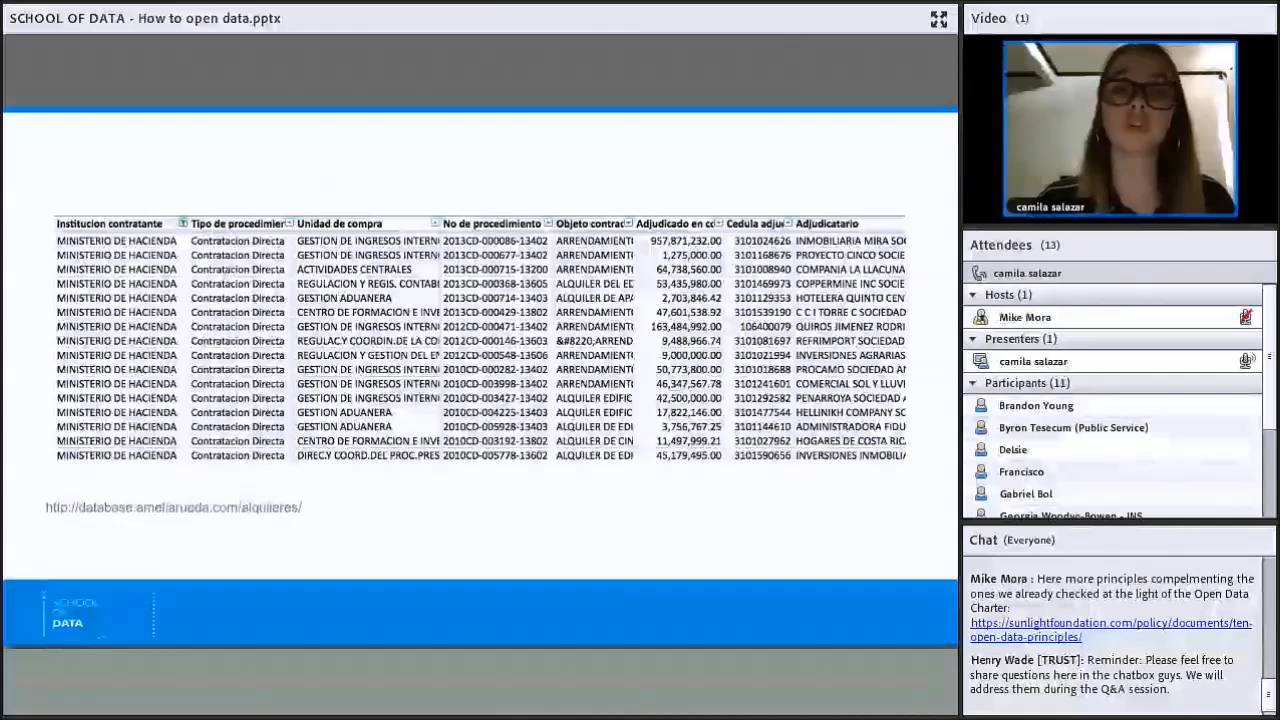 SCHOOL OF DATA - How to open data.pptx
Institucion contratante Tipo de procedimier Unidad de compra No de procedimiento Objeto contrac Adjudicado en co Cedula adjuc Adjudicatario
MINISTERIO DE HACIENDA Contratacion Directa GESTION DE INGRESOS INTERN 2013CD-000086-13402 ARRENDAMIENTO 957,871,232.00 3101024626 INMOBILIARIA MIRA SOC
MINISTERIO DE HACIENDA Contratacion Directa GESTION DE INGRESOS INTERN 2013CD-000677-13402 ARRENDAMIENTO 1,275,000.00 3101168676 PROYECTO CINCO SOCIE
MINISTERIO DE HACIENDA Contratacion Directa ACTIVIDADES CENTRALES 2013CD-000715-13200 ARRENDAMIENTO 64,738,560.00 3101008940 COMPANIA LA LLACUNA
MINISTERIO DE HACIENDA Contratacion Directa REGULACION Y REGIS. CONTAB 2013CD-000368-13605 ALQUILER DEL ED 53,435,980.00 3101469973 COPPERMINE INC SOCIE
MINISTERIO DE HACIENDA Contratacion Directa GESTION ADUANERA 2013CD-000714-13403 ALQUILER DE APA 2,703,846.42 3101129353 HOTELERA QUINTO CEN
MINISTERIO DE HACIENDA Contratacion Directa CENTRO DE FORMACION E INVE 2013CD-000429-13802 ARRENDAMIENTO 47,601,538.92 3101539190 C C I TORRE C SOCIEDAD
MINISTERIO DE HACIENDA Contratacion Directa GESTION DE INGRESOS INTERN 2012CD-000471-13402 ARRENDAMIENTO 163,484,992.00 106400079 QUIROS JIMENEZ RODRI
MINISTERIO DE HACIENDA Contratacion Directa REGULAC.Y COORDIN.DE LA CO 2012CD-000146-13603 &#8220;ARREND 9,488,966.74 3101081697 REFRIMPORT SOCIEDAD
MINISTERIO DE HACIENDA Contratacion Directa REGULAC.Y GESTION DEL EN 2012CD-000548-13606 ARRENDAMIENTO 9,000,000.00 3101021994 INVERSIONES AGRARIAS
MINISTERIO DE HACIENDA Contratacion Directa GESTION DE INGRESOS INTERN 2010CD-000282-13402 ARRENDAMIENTO 50,773,800.00 3101018688 PROCAMO SOCIEDAD AN
MINISTERIO DE HACIENDA Contratacion Directa GESTION DE INGRESOS INTERN 2010CD-003998-13402 ARRENDAMIENTO 46,347,567.78 3101241601 COMERCIAL SOL Y LLUVI
MINISTERIO DE HACIENDA Contratacion Directa GESTION DE INGRESOS INTERN 2010CD-003427-13402 ALQUILER EDIFIC 42,500,000.00 3101292582 PENARROYA SOCIEDAD A
MINISTERIO DE HACIENDA Contratacion Directa GESTION ADUANERA 2010CD-004225-13403 ALQUILER EDIFIC 17,822,146.00 3101477544 HELLINIKH COMPANY SC
MINISTERIO DE HACIENDA Contratacion Directa GESTION ADUANERA 2010CD-005928-13403 ALQUILER DE EDI 3,756,767.25 3101144610 ADMINISTRADORA FIDU
MINISTERIO DE HACIENDA Contratacion Directa CENTRO DE FORMACION E INVE 2010CD-003192-13802 ALQUILER DE CIN 11,497,999.21 3101027962 HOGARES DE COSTA RICA
MINISTERIO DE HACIENDA Contratacion Directa DIREC.Y COORD.DEL PROC.PRES 2010CD-005778-13602 ALQUILER DE EDI 45,179,495.00 3101590656 INVERSIONES INMOBILI
http://database.ameliarueda.com/alquileres/
SCHOOL
OF
DATA
Video (1)
camila salazar
Attendees (13)
camila salazar
Hosts (1)
Mike Mora
Presenters (1)
camila salazar
Participants (11)
Brandon Young
Byron Tesecum (Public Service)
Delsie
Francisco
Gabriel Bol
Georgia Woodye-Bowen - INS
Chat (Everyone)
Mike Mora : Here more principles compelmenting the
ones we already checked at the light of the Open Data
Charter:
https://sunlightfoundation.com/policy/documents/ten-
open-data-principles/
Henry Wade [TRUST]: Reminder: Please feel free to
share questions here in the chatbox guys. We will
address them during the Q&A session.